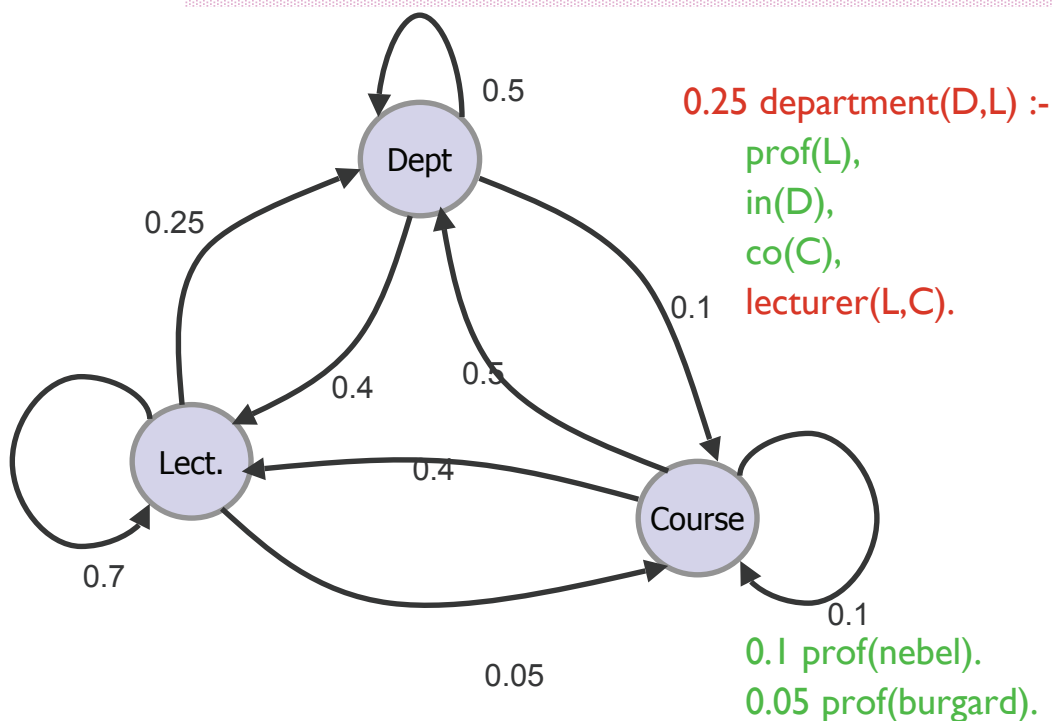 0.5
0.25 department(D,L) :-
prof(L),
in(D),
co(C),
lecturer(L,C).
Dept
0.25
0.1
0.4
0.5
Lect.
0.4
Course
0.7
0.1
0.05
0.1 prof(nebel).
0.05 prof(burgard).